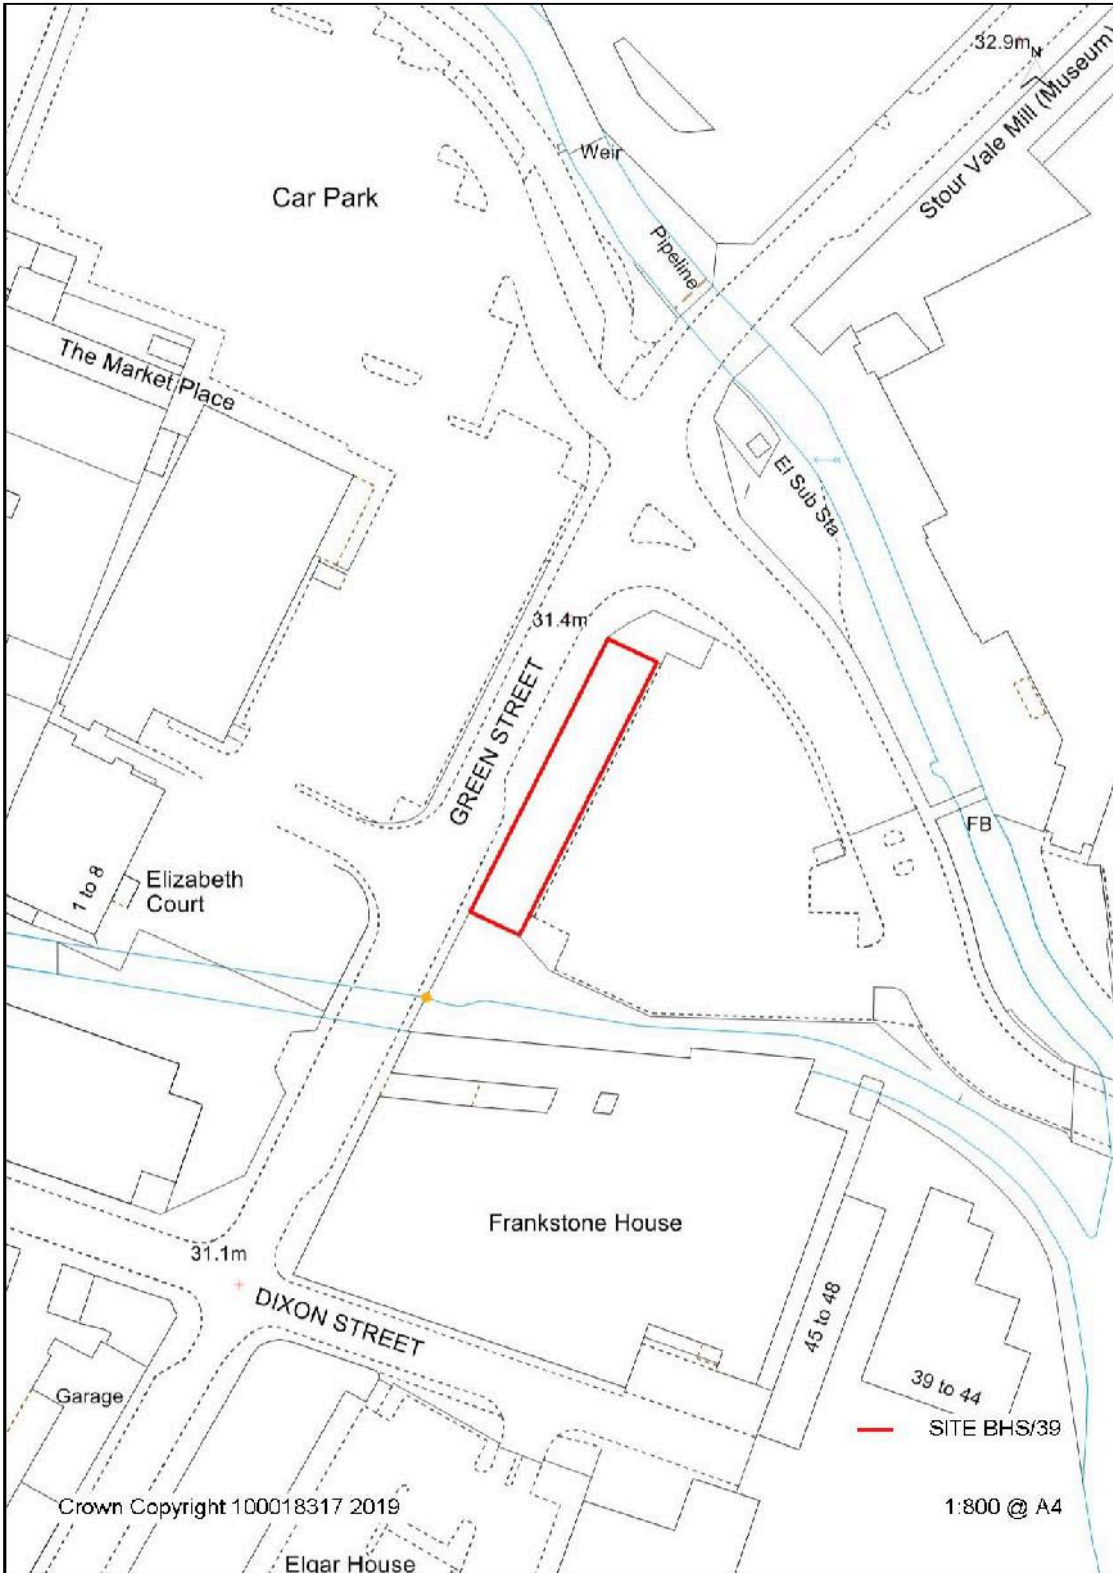 32.9m
N
Stour Vale Mill (Museum)
Weir
Car Park
Pipeline
The Market Place
El Sub Sta
31.4m
GREEN STREET
FB
1 to 8
Elizabeth
Court
Frankstone House
31.1m
DIXON STREET
45 to 48
39 to 44
Garage
SITE BHS/39
Crown Copyright 100018317 2019
1:800 @ A4
Elgar House